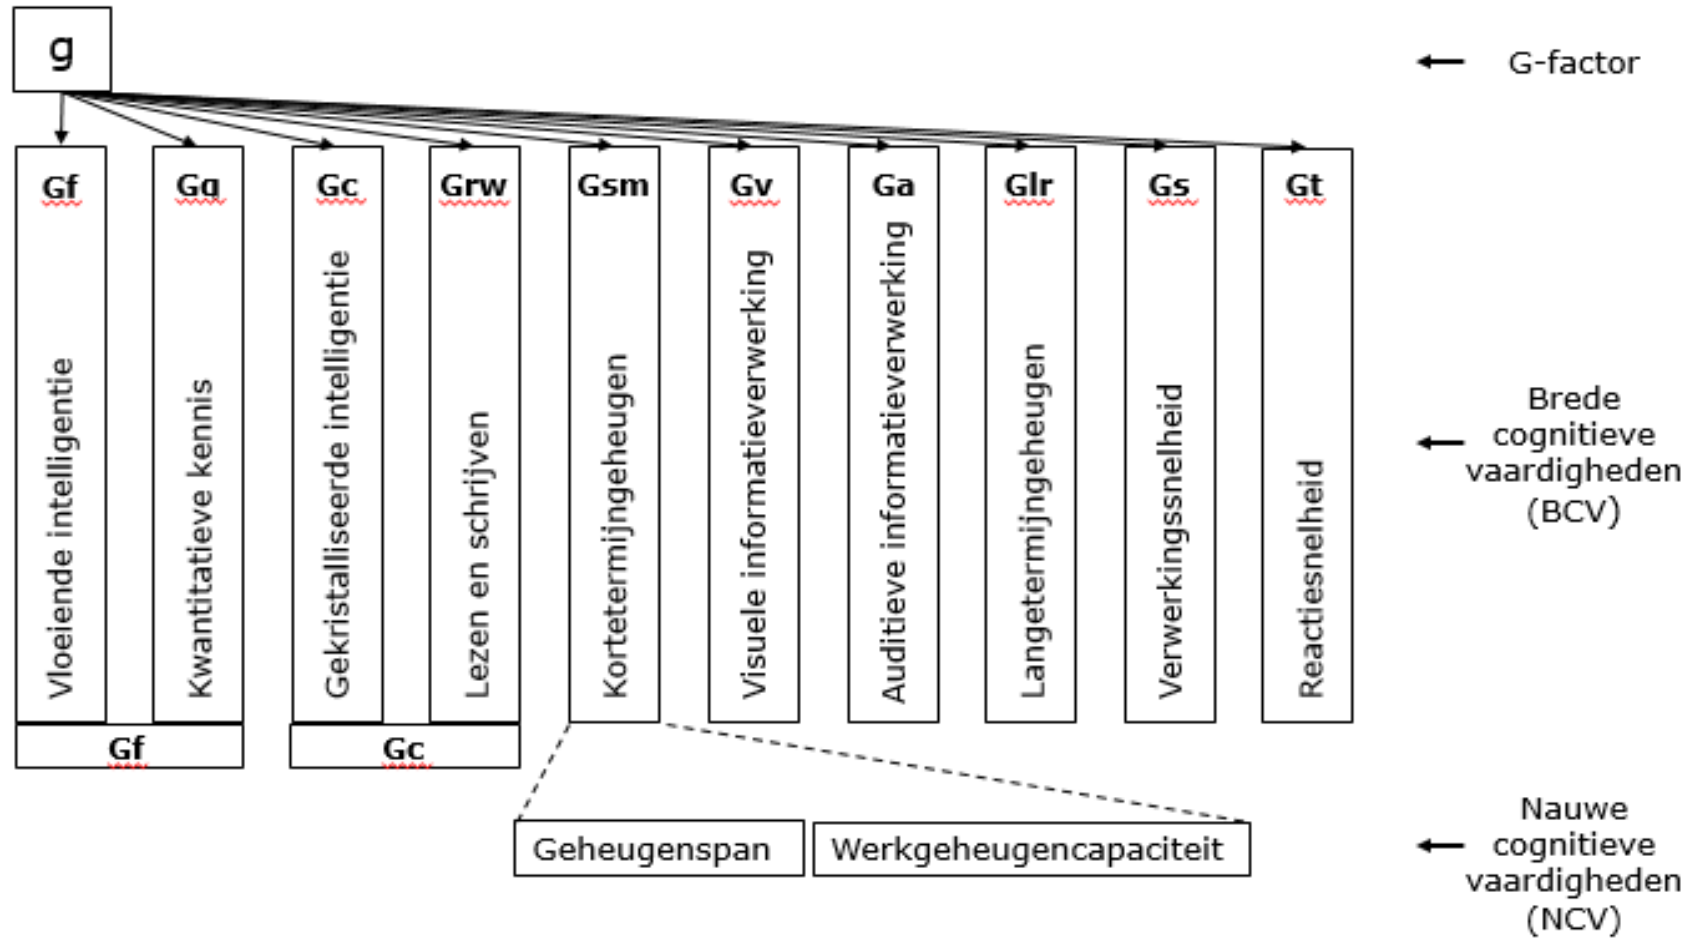 g
G-factor
Gf
Gq
Gc
Grw
Gsm
Gv
Ga
Glr
Gs
Gt
Vloeiende intelligentie
Kwantitatieve kennis
Gekristalliseerde intelligentie
Lezen en schrijven
Kortetermijngeheugen
Visuele informatieverwerking
Auditieve informatieverwerking
Langetermijngeheugen
Verwerkingssnelheid
Reactiesnelheid
Brede
cognitieve
vaardigheden
(BCV)
Gf
Gc
Geheugenspan
Werkgeheugencapaciteit
Nauwe
cognitieve
vaardigheden
(NCV)